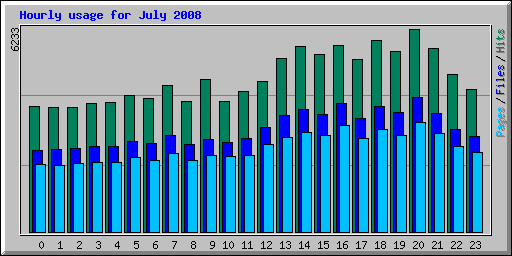 Hourly usage for July 2008
6233
Pages / Files / Hits
0 1 2 3 4 5 6 7 8 9 10 11 12 13 14 15 16 17 18 19 20 21 22 23